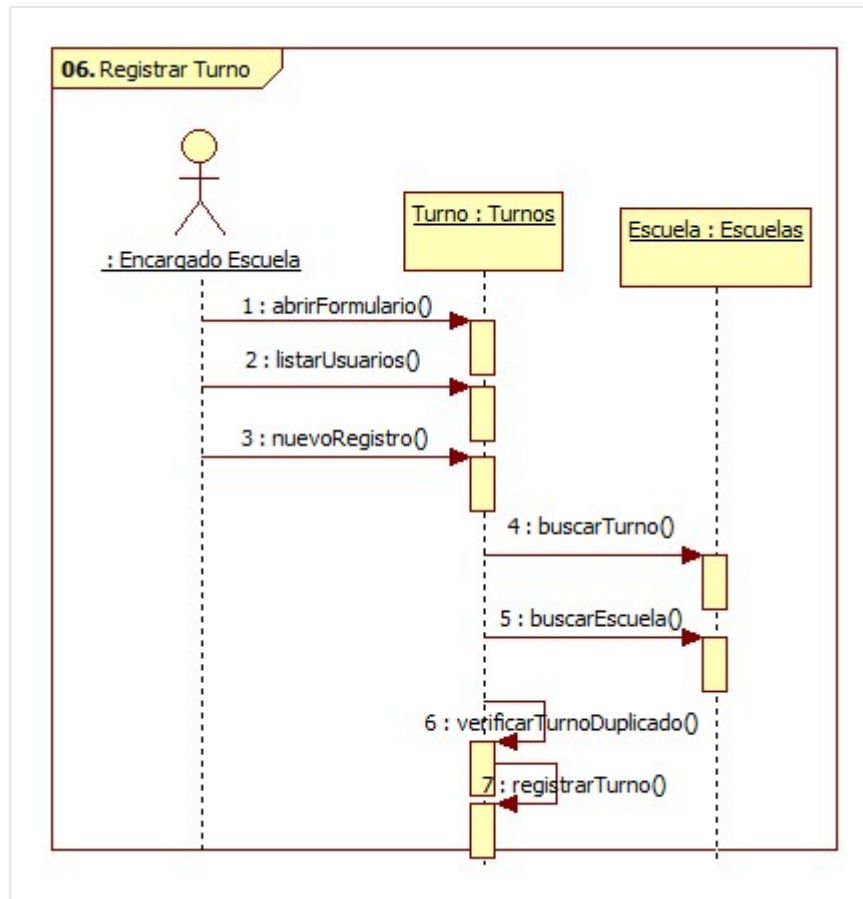 06. Registrar Turno
: Encargado Escuela
Turno : Turnos
Escuela : Escuelas
1 : abrirFormulario()
2 : listarUsuarios()
3 : nuevoRegistro()
4 : buscarTurno()
5 : buscarEscuela()
6 : verificarTurnoDuplicado()
7 : registrarTurno()